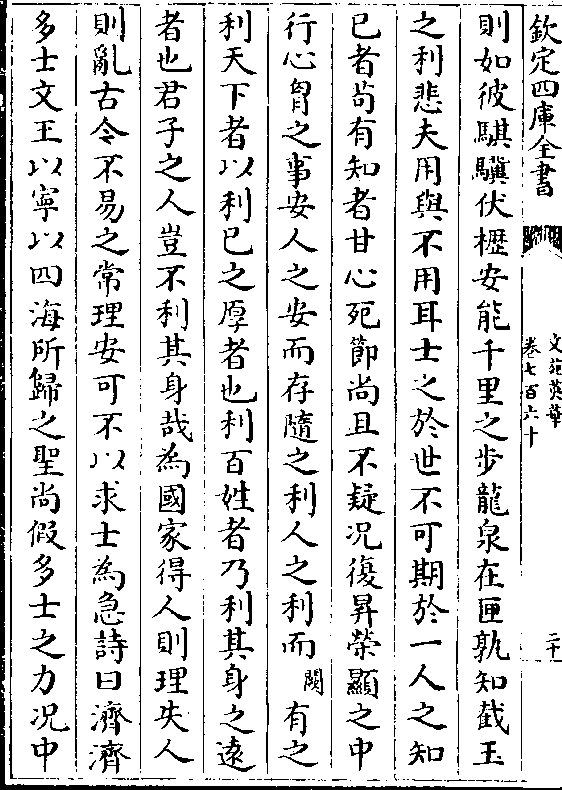 欽定四庫全書
文苑英華
卷七百六十
二十
則如彼騏驥伏櫪安能千里之步龍泉在匣孰知截玉
之利悲夫用與不用耳士之於世不可期於一人之知
已者苟有知者甘心死節尚且不疑况復昇榮顯之中
行心胷之事安人之安而存隨之利人之利而闕有之
利天下者以利已之厚者也利百姓者乃利其身之遠
者也君子之人豈不利其身哉為國家得人則理失人
則亂古今不易之常理安可不以求士為急詩曰濟濟
多士文王以寧以四海所歸之聖尚假多士之力况中